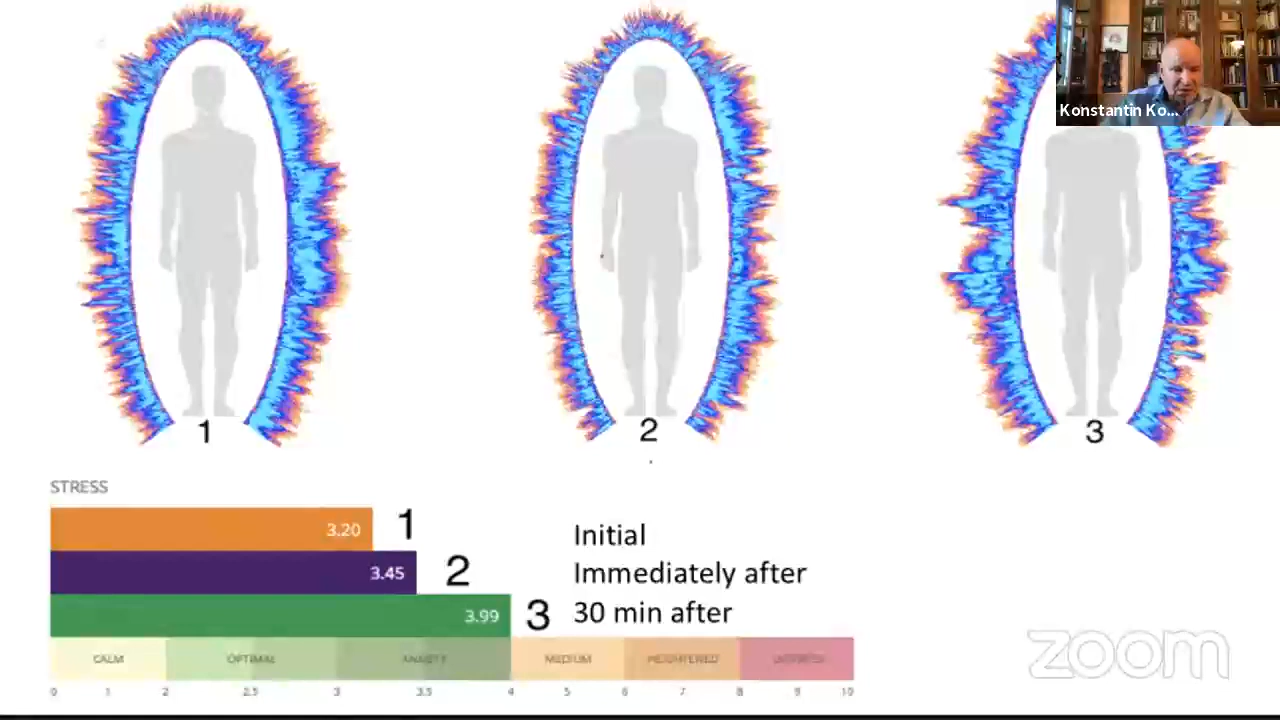 Konstantin Ko...
1
2
3
STRESS
3.20
1
3.45
2
3.99
3
Initial
Immediately after
30 min after
CALM
OPTIMAL
ANXIETY
MEDIUM
HEIGHTENED
0
1
2
2.5
3
3.5
4
5
6
7
8
9
10
zoom